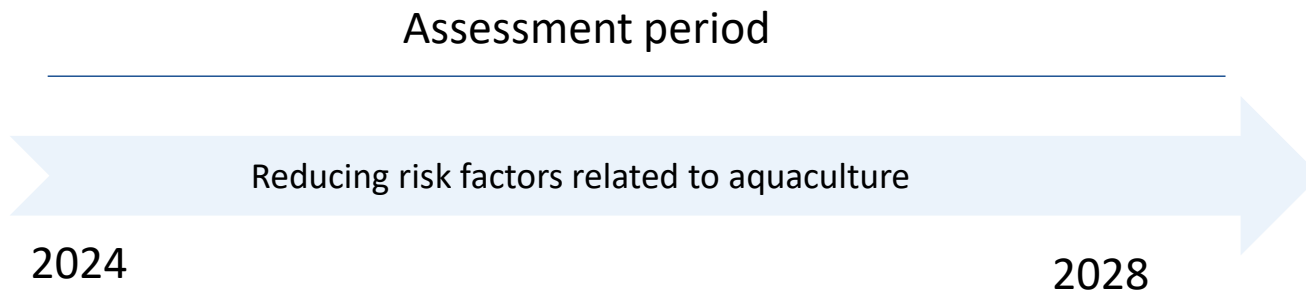 Assessment period
Reducing risk factors related to aquaculture
2024
2028